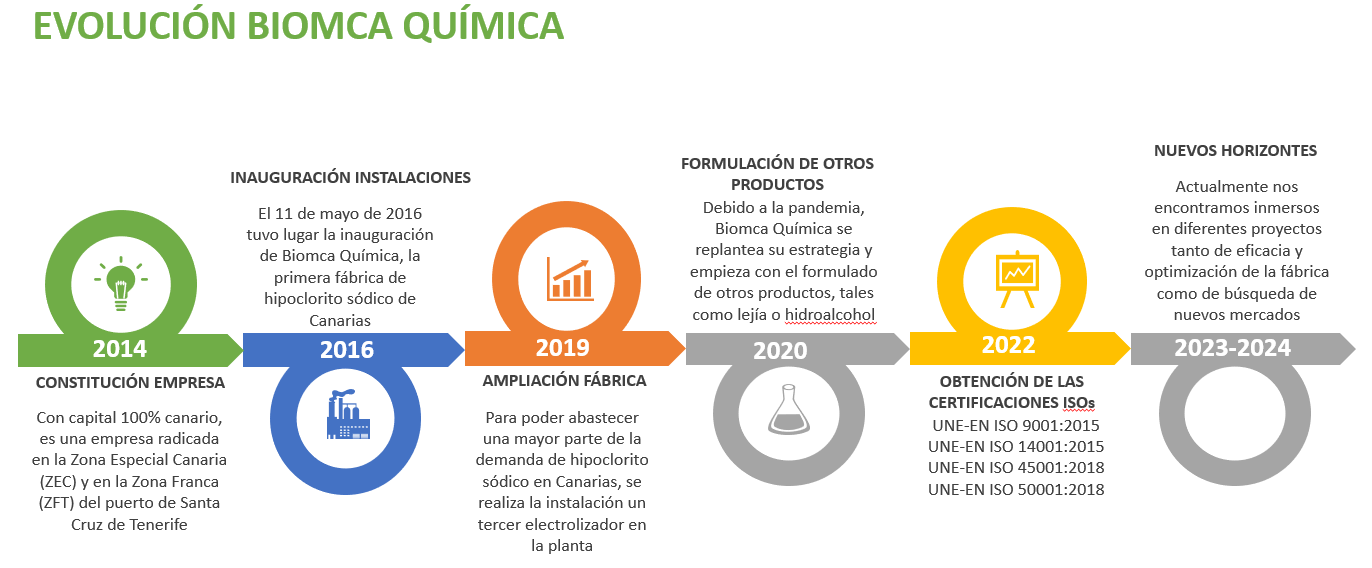 EVOLUCIÓN BIOMCA QUÍMICA
2014
CONSTITUCIÓN EMPRESA
Con capital 100% canario,
es una empresa radicada
en la Zona Especial Canaria
(ZEC) y en la Zona Franca
(ZFT) del puerto de Santa
Cruz de Tenerife
INAUGURACIÓN INSTALACIONES
El 11 de mayo de 2016
tuvo lugar la inauguración
de Biomca Química, la
primera fábrica de
hipoclorito sódico de
Canarias
2016
2019
AMPLIACIÓN FÁBRICA
Para poder abastecer
una mayor parte de la
demanda de hipoclorito
sódico en Canarias, se
realiza la instalación un
tercer electrolizador en
la planta
FORMULACIÓN DE OTROS
PRODUCTOS
Debido a la pandemia,
Biomca Química se
replantea su estrategia y
empieza con el formulado
de otros productos, tales
como lejía o hidroalcohol
2020
2022
OBTENCIÓN DE LAS
CERTIFICACIONES ISOs
UNE-EN ISO 9001:2015
UNE-EN ISO 14001:2015
UNE-EN ISO 45001:2018
UNE-EN ISO 50001:2018
NUEVOS HORIZONTES
Actualmente nos
encontramos inmersos
en diferentes proyectos
tanto de eficacia y
optimización de la fábrica
como de búsqueda de
nuevos mercados
2023-2024